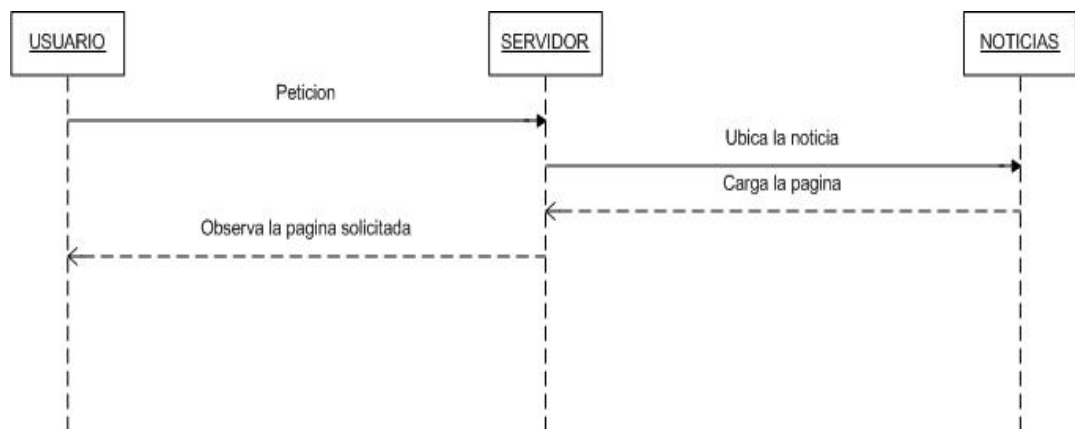 USUARIO
SERVIDOR
NOTICIAS
Peticion
Ubica la noticia
Carga la pagina
Observa la pagina solicitada